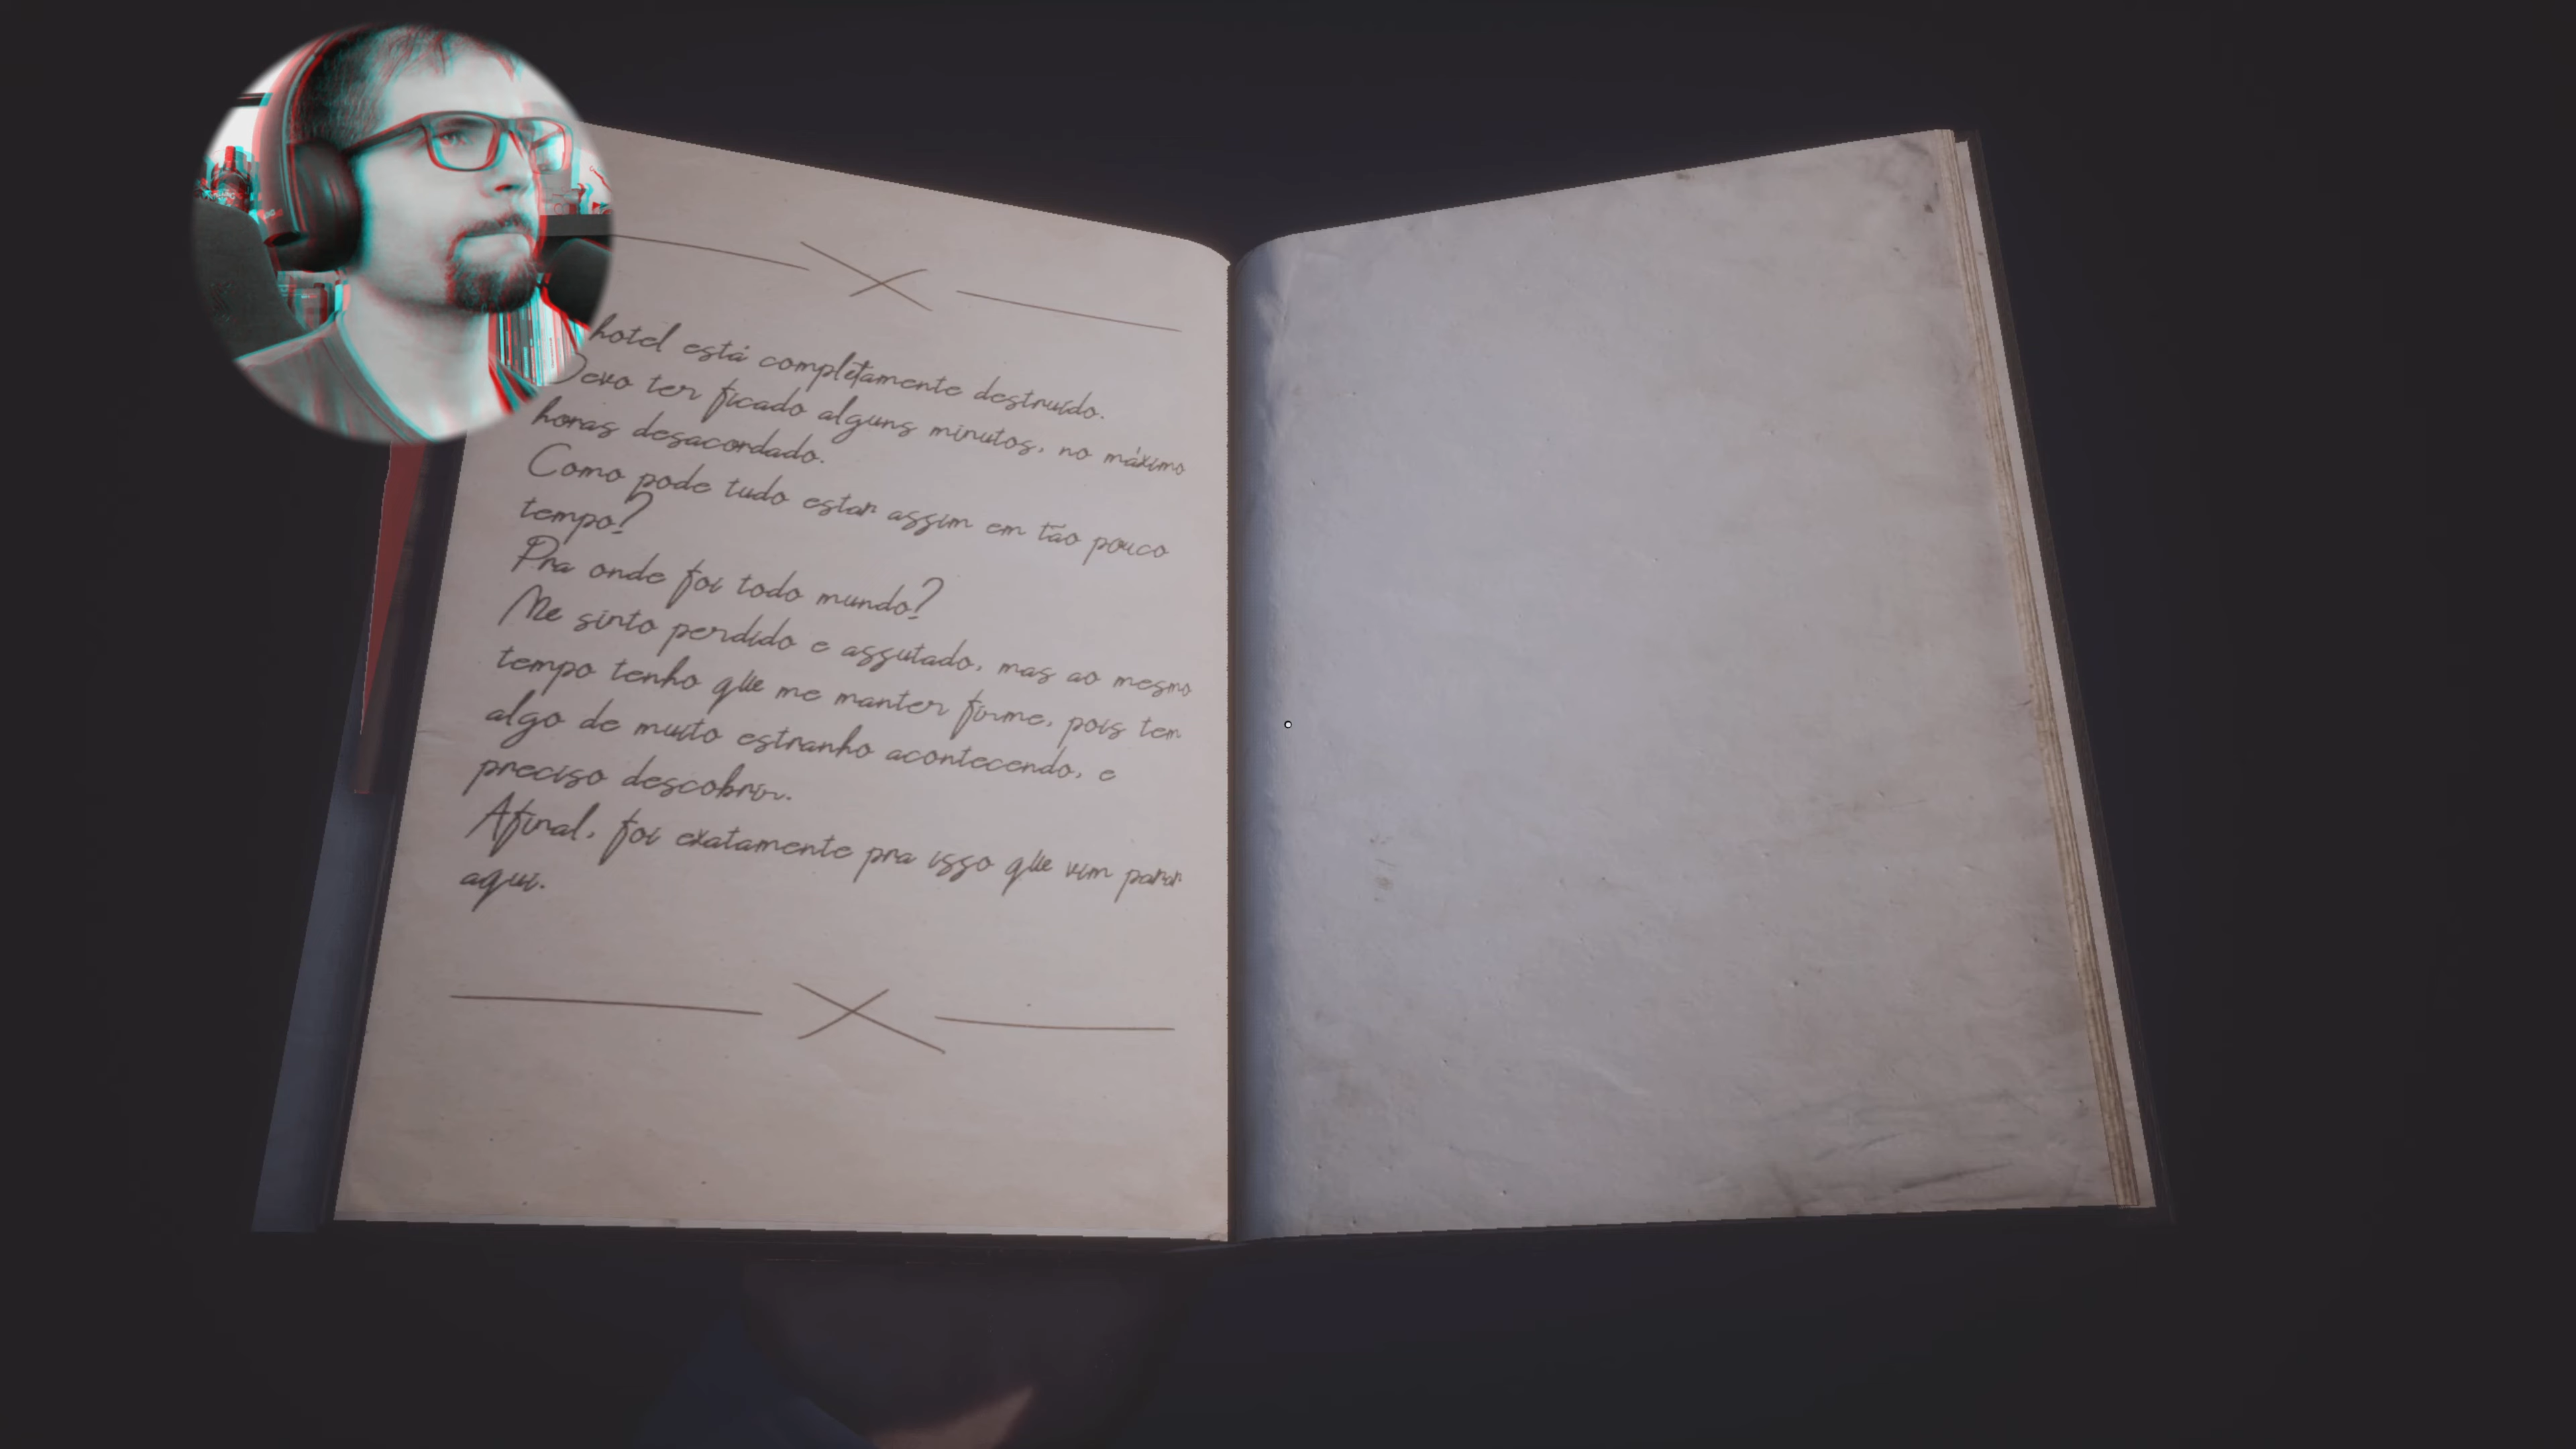 hotel está completamente destruído.
Devo ter ficado alguns minutos, no máximo
horas desacordado.
Como pode tudo estar assim em tão pouco
tempo?
Pra onde foi todo mundo?
Me sinto perdido e assutado, mas ao mesmo
tempo tenho que me manter firme, pois tem
algo de muito estranho acontecendo, e
preciso descobrir.
Afinal, foi exatamente pra isso que vim parar
aqui.